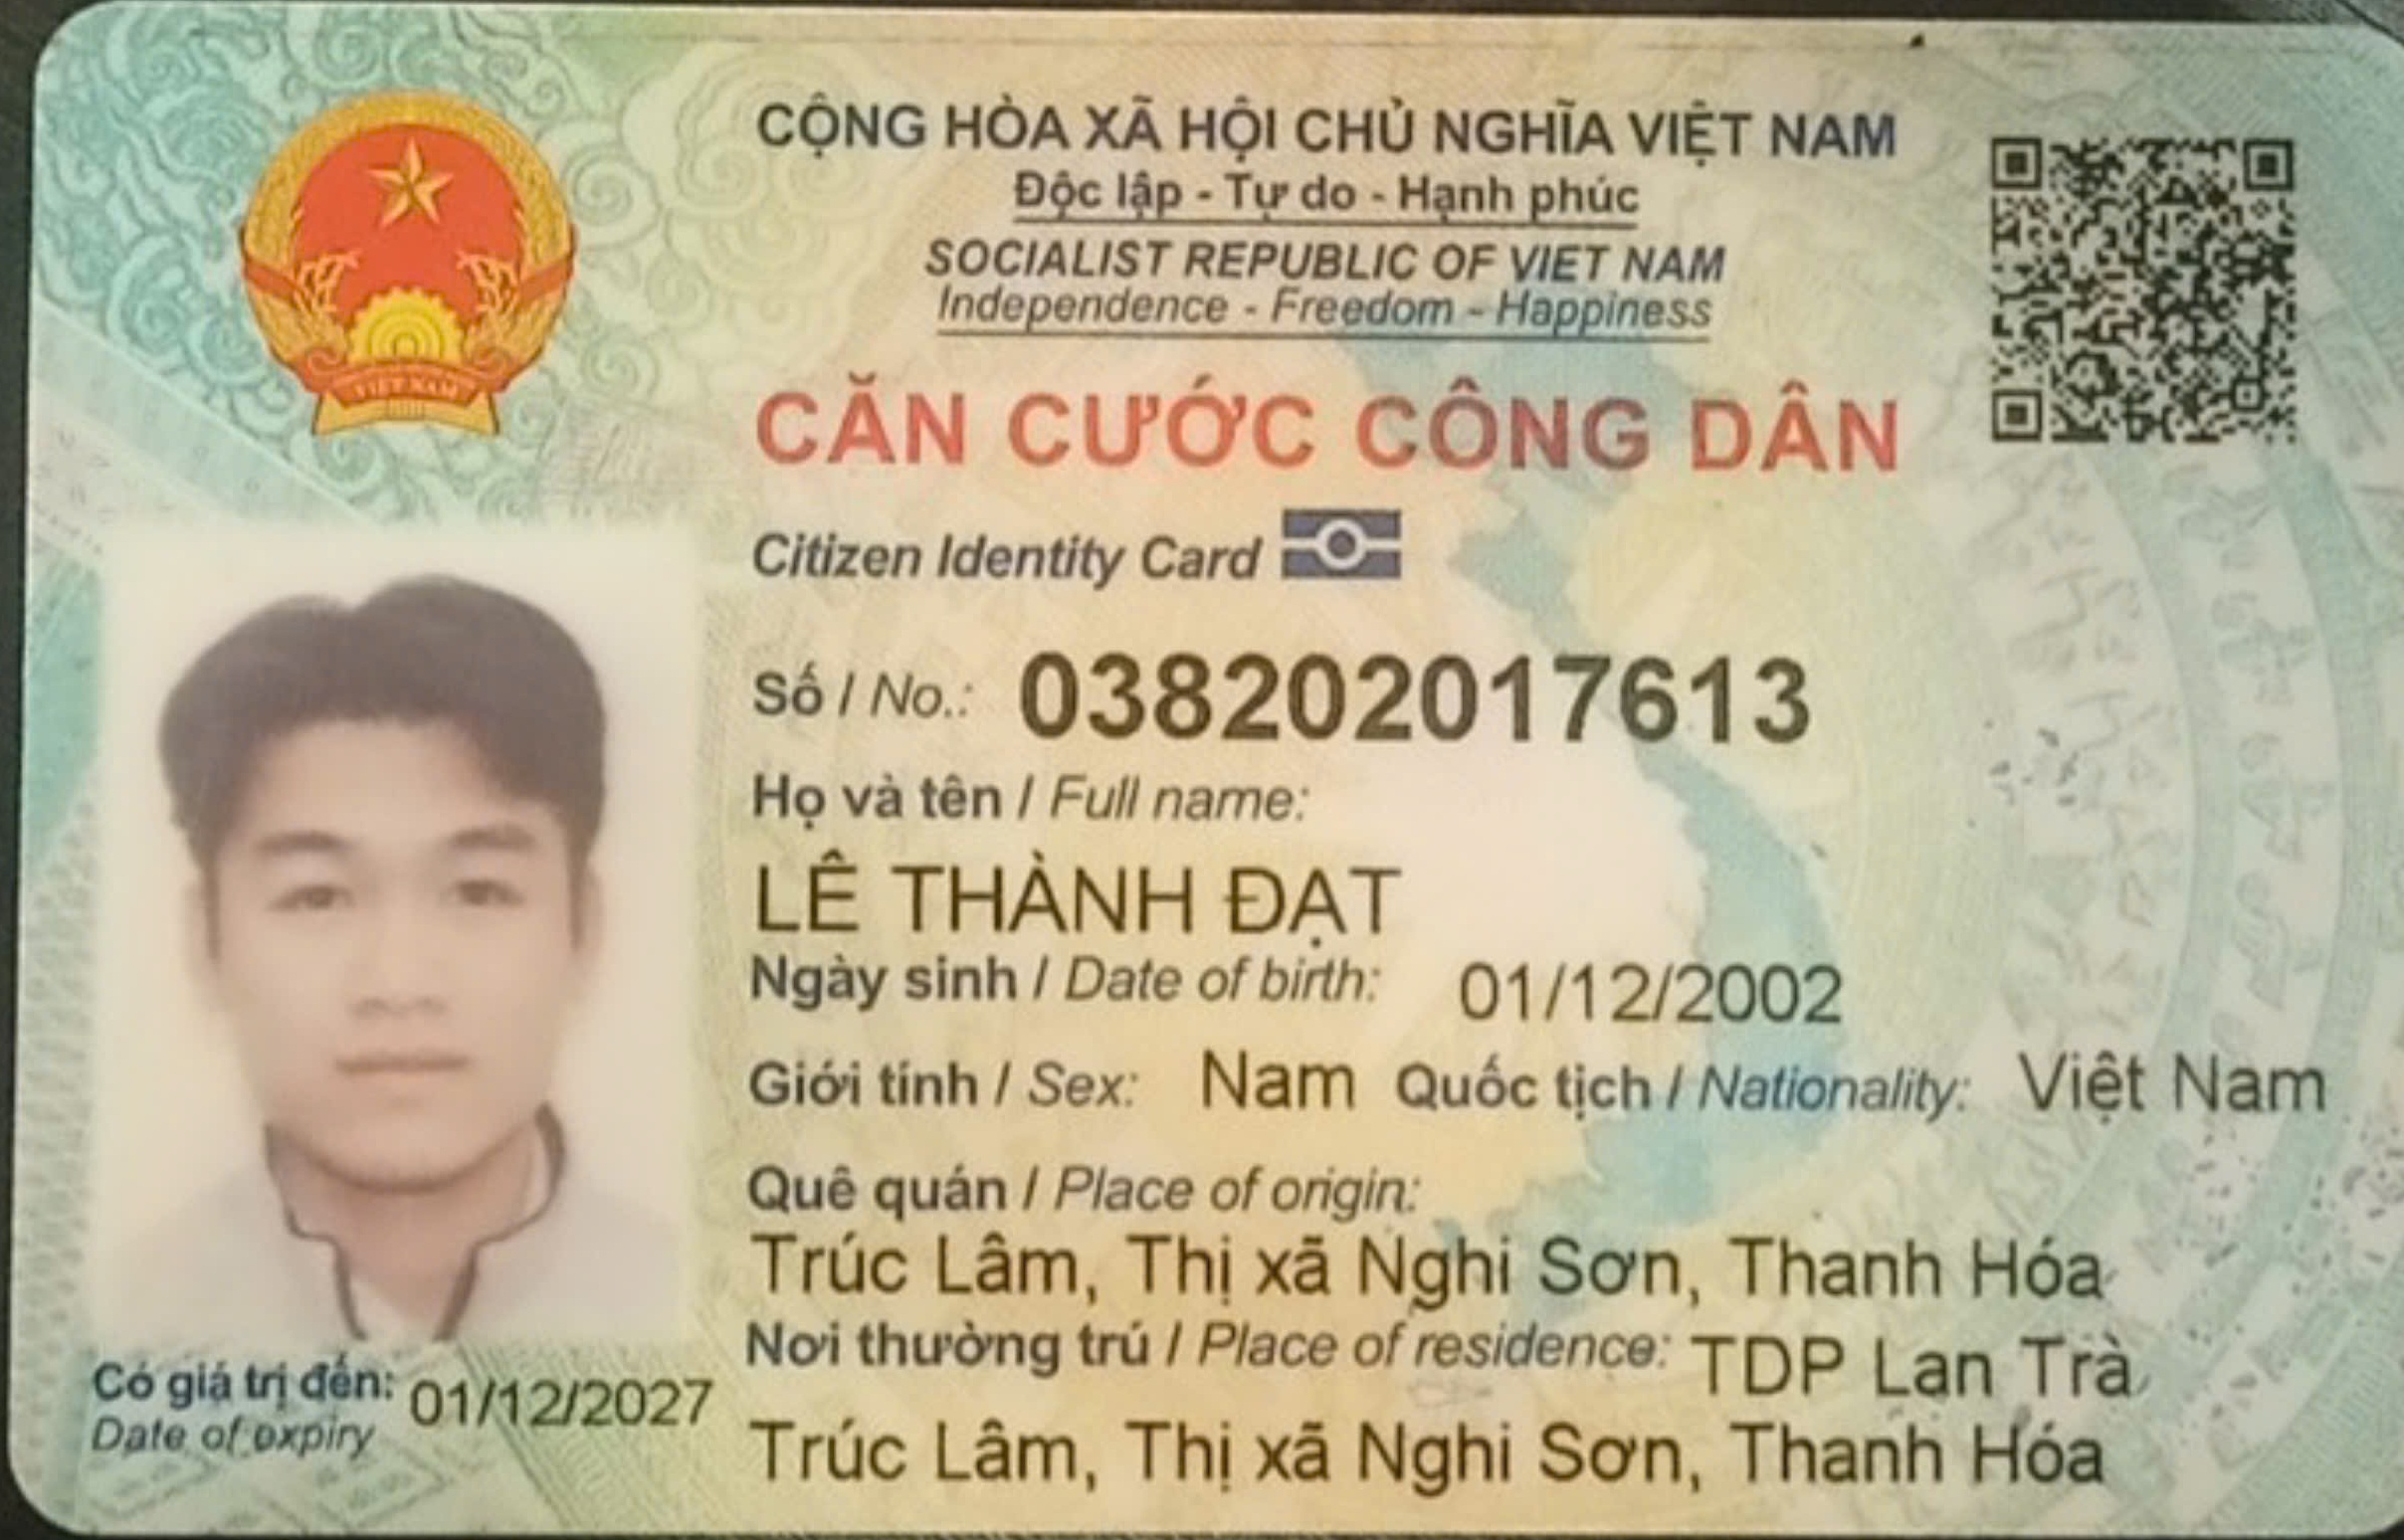 CỘNG HÒA XÃ HỘI CHỦ NGHĨA VIỆT NAM
Độc lập - Tự do - Hạnh phúc
SOCIALIST REPUBLIC OF VIET NAM
Independence - Freedom - Happiness
CĂN CƯỚC CÔNG DÂN
Citizen Identity Card
Số / No.: 038202017613
Họ và tên / Full name:
LÊ THÀNH ĐẠT
Ngày sinh / Date of birth: 01/12/2002
Giới tính / Sex: Nam Quốc tịch / Nationality: Việt Nam
Quê quán / Place of origin:
Trúc Lâm, Thị xã Nghi Sơn, Thanh Hóa
Nơi thường trú / Place of residence: TDP Lan Trà
Trúc Lâm, Thị xã Nghi Sơn, Thanh Hóa
Có giá trị đến: 01/12/2027
Date of expiry
VIỆT NAM